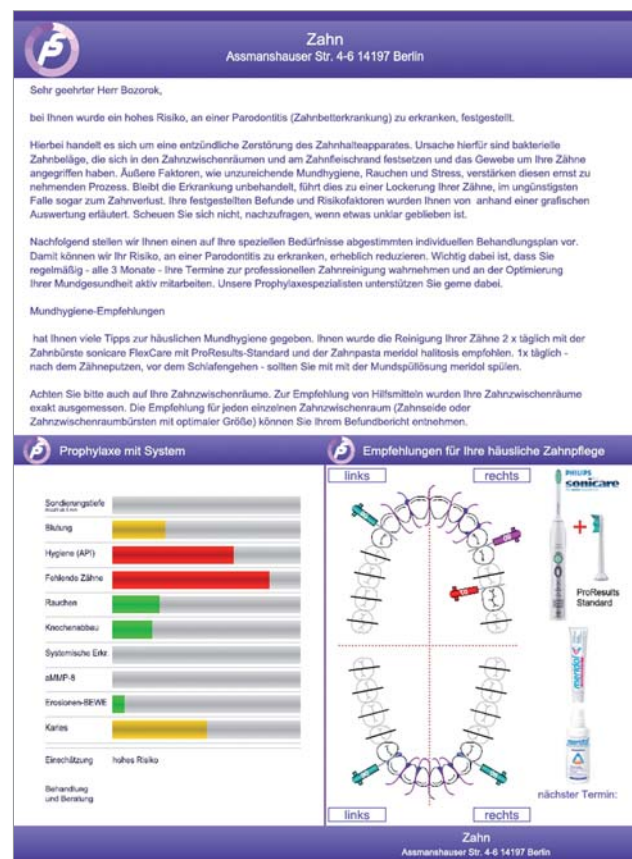 PS
Zahn
Assmanshauser Str. 4-6 14197 Berlin
Sehr geehrter Herr Bozorok,
bei Ihnen wurde ein hohes Risiko, an einer Parodontitis (Zahnbetterkrankung) zu erkranken, festgestellt.
Hierbei handelt es sich um eine entzündliche Zerstörung des Zahnhalteapparates. Ursache hierfür sind bakterielle
Zahnbeläge, die sich in den Zahnzwischenräumen und am Zahnfleischrand festsetzen und das Gewebe um Ihre Zähne
angegriffen haben. Äußere Faktoren, wie unzureichende Mundhygiene, Rauchen und Stress, verstärken diesen ernst zu
nehmenden Prozess. Bleibt die Erkrankung unbehandelt, führt dies zu einer Lockerung Ihrer Zähne, im ungünstigsten
Falle sogar zum Zahnverlust. Ihre festgestellten Befunde und Risikofaktoren wurden Ihnen von anhand einer grafischen
Auswertung erläutert. Scheuen Sie sich nicht, nachzufragen, wenn etwas unklar geblieben ist.
Nachfolgend stellen wir Ihnen einen auf Ihre speziellen Bedürfnisse abgestimmten individuellen Behandlungsplan vor.
Damit können wir Ihr Risiko, an einer Parodontitis zu erkranken, erheblich reduzieren. Wichtig dabei ist, dass Sie
regelmäßig - alle 3 Monate - Ihre Termine zur professionellen Zahnreinigung wahrnehmen und an der Optimierung
Ihrer Mundgesundheit aktiv mitarbeiten. Unsere Prophylaxespezialisten unterstützen Sie gerne dabei.
Mundhygiene-Empfehlungen
hat Ihnen viele Tipps zur häuslichen Mundhygiene gegeben. Ihnen wurde die Reinigung Ihrer Zähne 2 x täglich mit der
Zahnbürste sonicare FlexCare mit ProResults-Standard und der Zahnpasta meridol halitosis empfohlen. 1x täglich -
nach dem Zähneputzen, vor dem Schlafengehen - sollten Sie mit mit der Mundspüllösung meridol spülen.
Achten Sie bitte auch auf Ihre Zahnzwischenräume. Zur Empfehlung von Hilfsmitteln wurden Ihre Zahnzwischenräume
exakt ausgemessen. Die Empfehlung für jeden einzelnen Zahnzwischenraum (Zahnseide oder
Zahnzwischenraumbürsten mit optimaler Größe) können Sie Ihrem Befundbericht entnehmen.
Prophylaxe mit System
Sondierungstiefe
Blutung
Hygiene (API)
Fehlende Zähne
Rauchen
Knochenabbau
Systemische Erkr.
aMMP-8
Erosionen-BEWE
Karies
Einschätzung hohes Risiko
Behandlung
und Beratung
Empfehlungen für Ihre häusliche Zahnpflege
links rechts
PHILIPS
sonicare
ProResults
Standard
meridol
meridol
nächster Termin:
links rechts
Zahn
Assmanshauser Str. 4-6 14197 Berlin